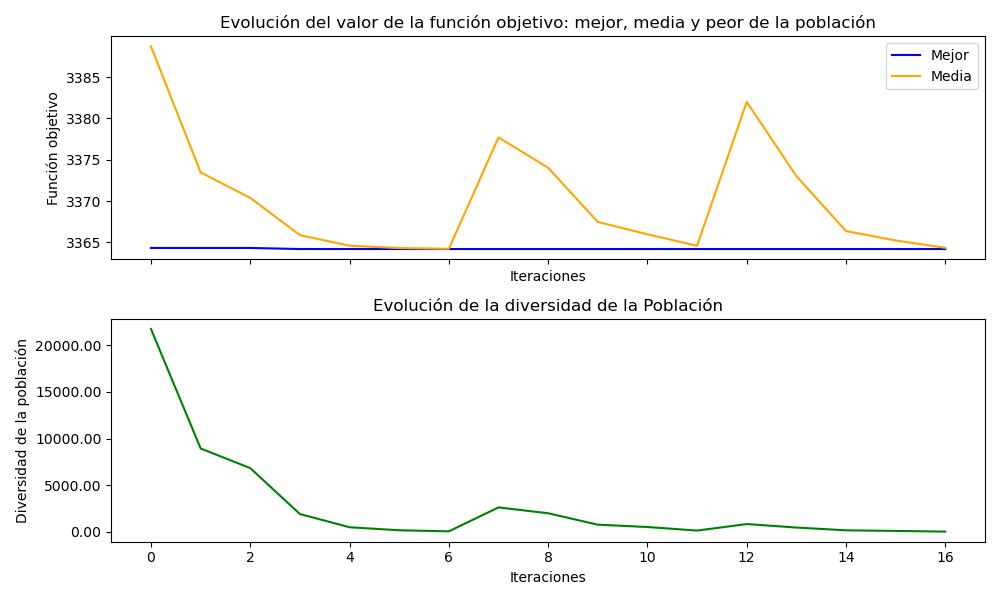 Evolución del valor de la función objetivo: mejor, media y peor de la población
Función objetivo
3385
3380
3375
3370
3365
Mejor
Media
Iteraciones
Evolución de la diversidad de la Población
Diversidad de la población
20000.00
15000.00
10000.00
5000.00
0.00
0 2 4 6 8 10 12 14 16
Iteraciones